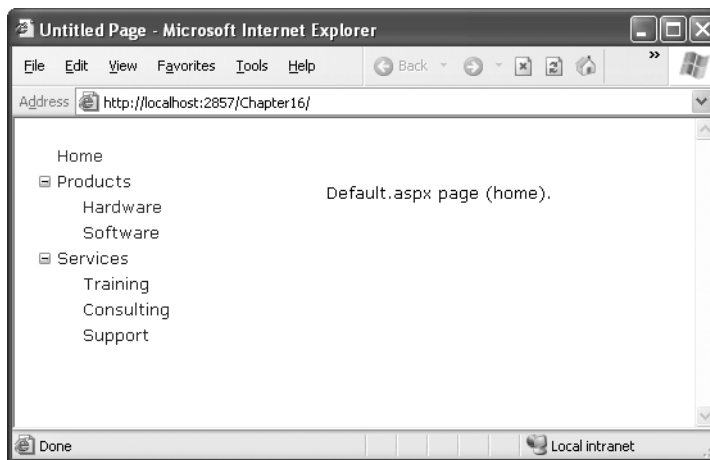 Untitled Page - Microsoft Internet Explorer
File Edit View Favorites Tools Help Back »
Address http://localhost:2857/Chapter16/
Home
Products
Default.aspx page (home).
Hardware
Software
Services
Training
Consulting
Support
Done Local intranet